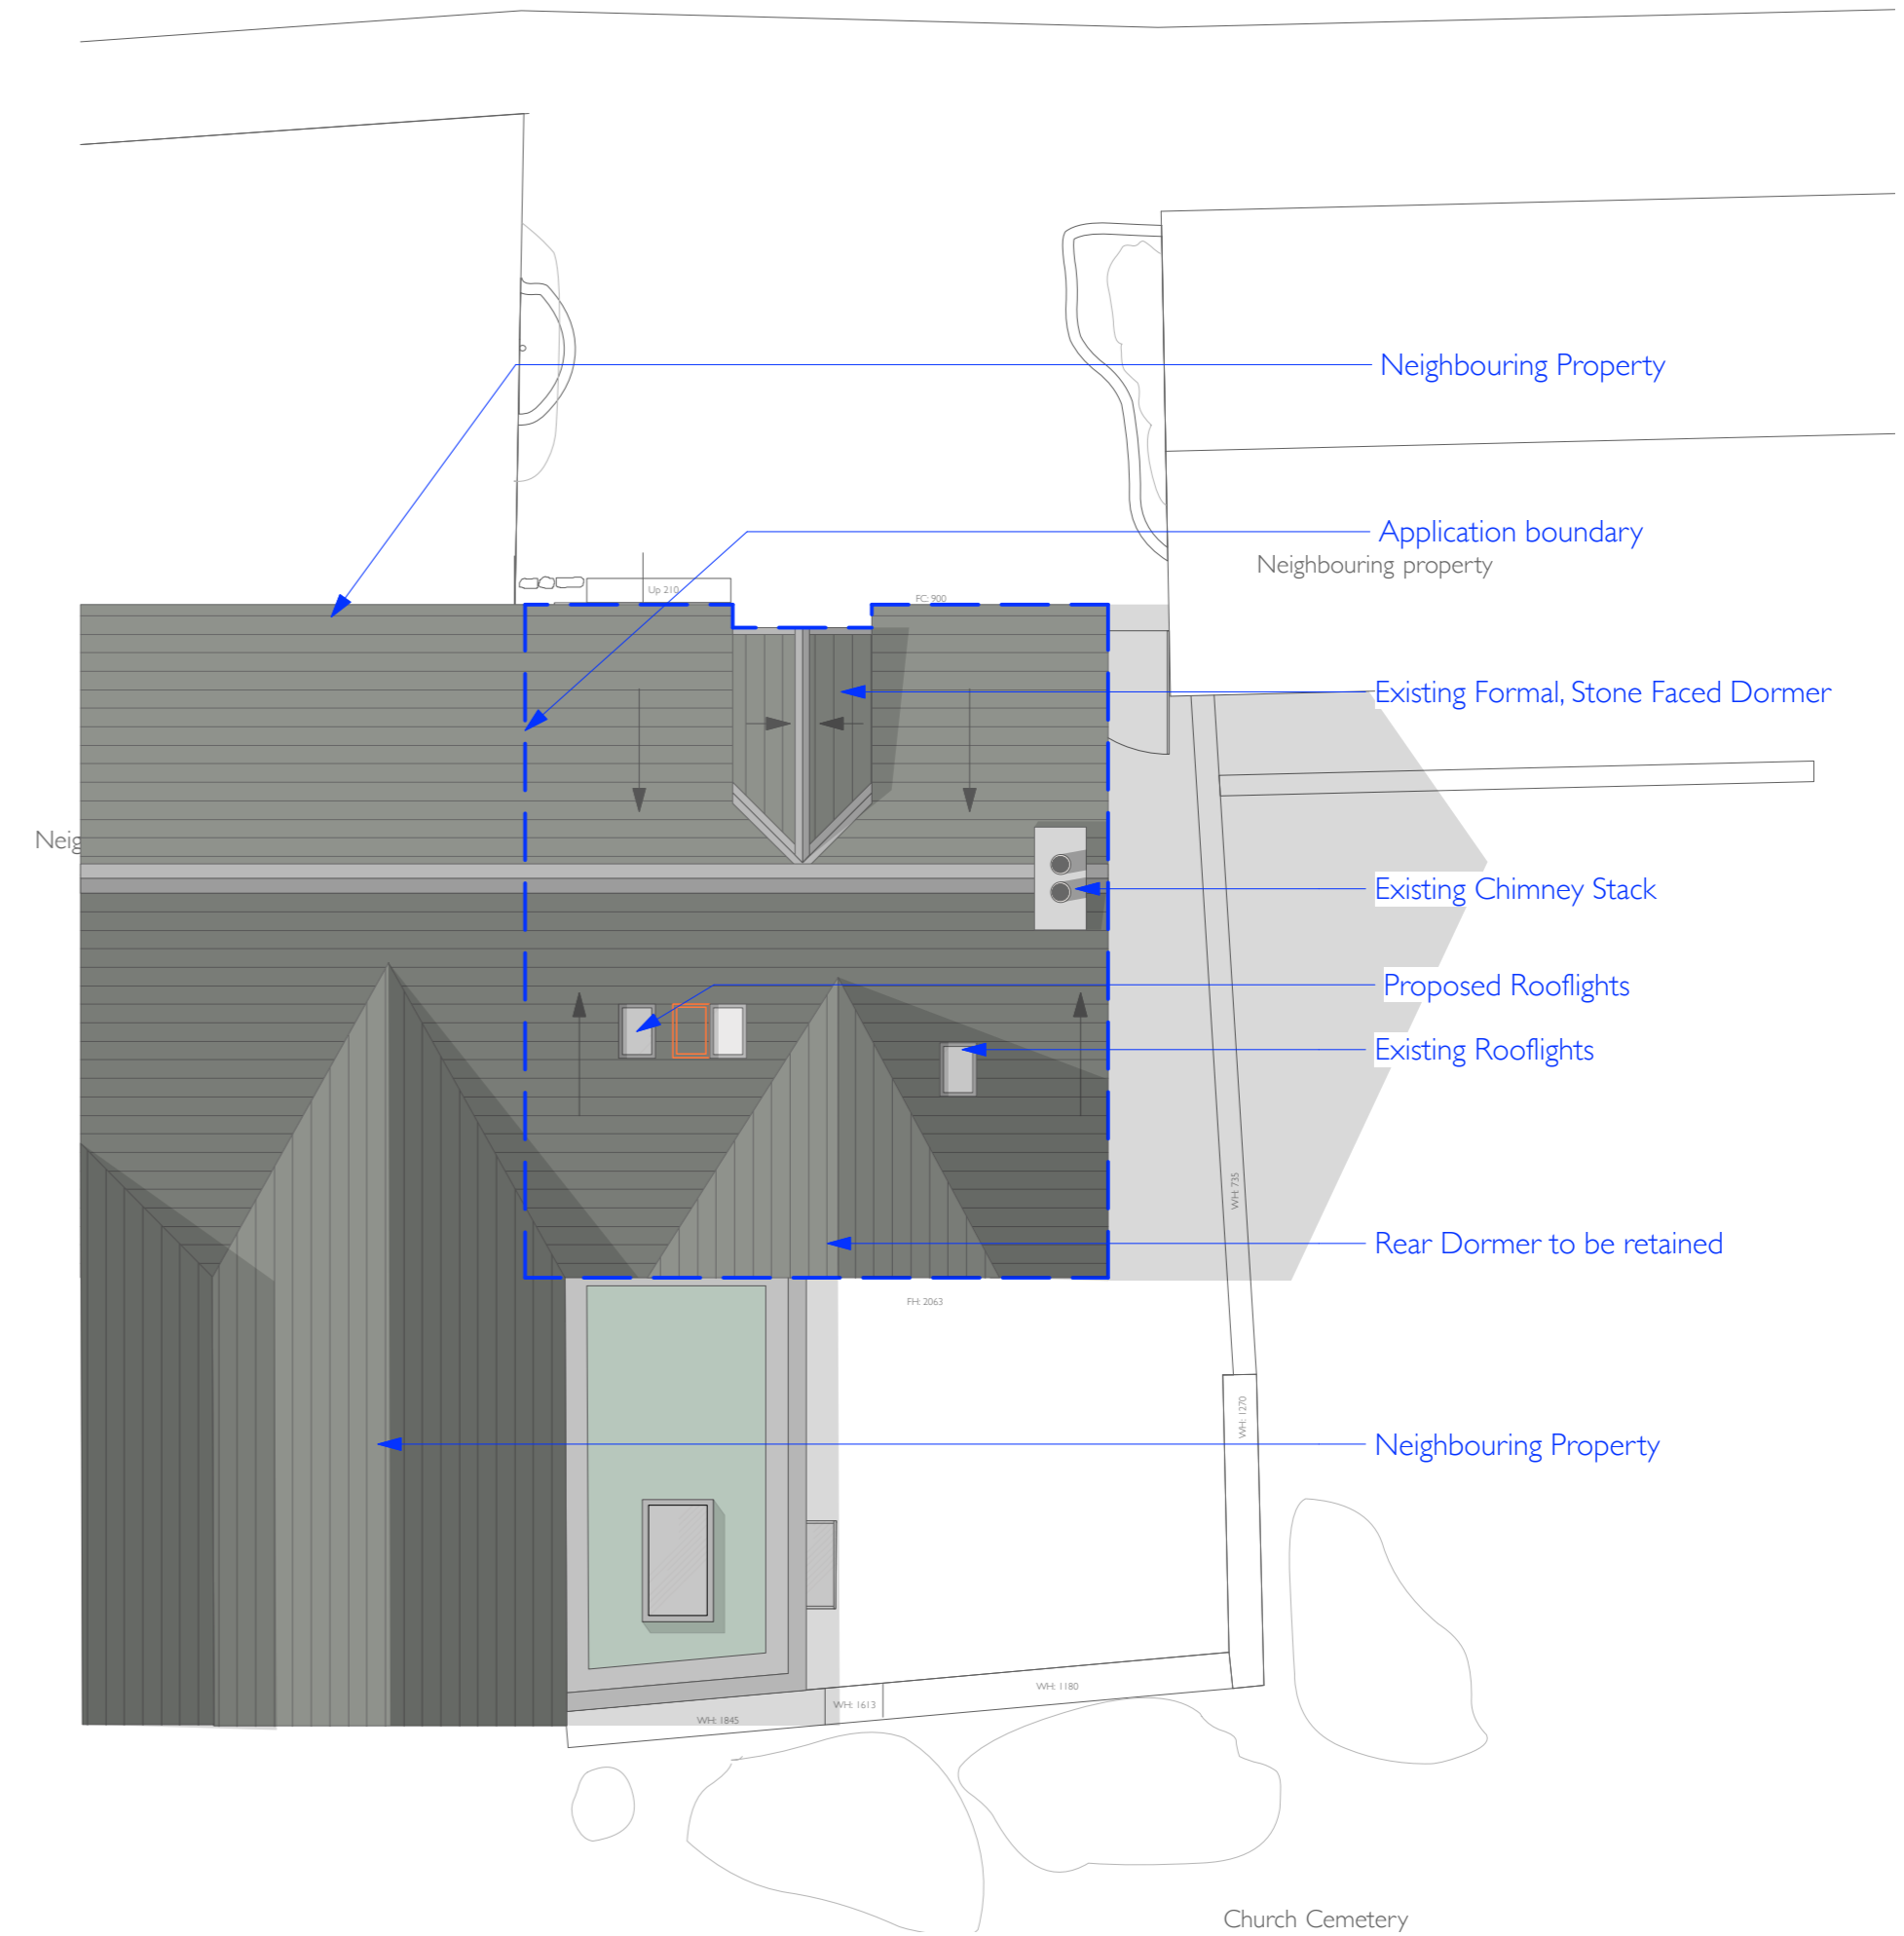 Neighbouring Property
Application boundary
Neighbouring property
Up 210
FC: 900
Existing Formal, Stone Faced Dormer
Neig
Existing Chimney Stack
Proposed Rooflights
Existing Rooflights
WH: 735
Rear Dormer to be retained
FH: 2063
WH: 1270
Neighbouring Property
WH: 1180
WH: 1613
WH: 1845
Church Cemetery